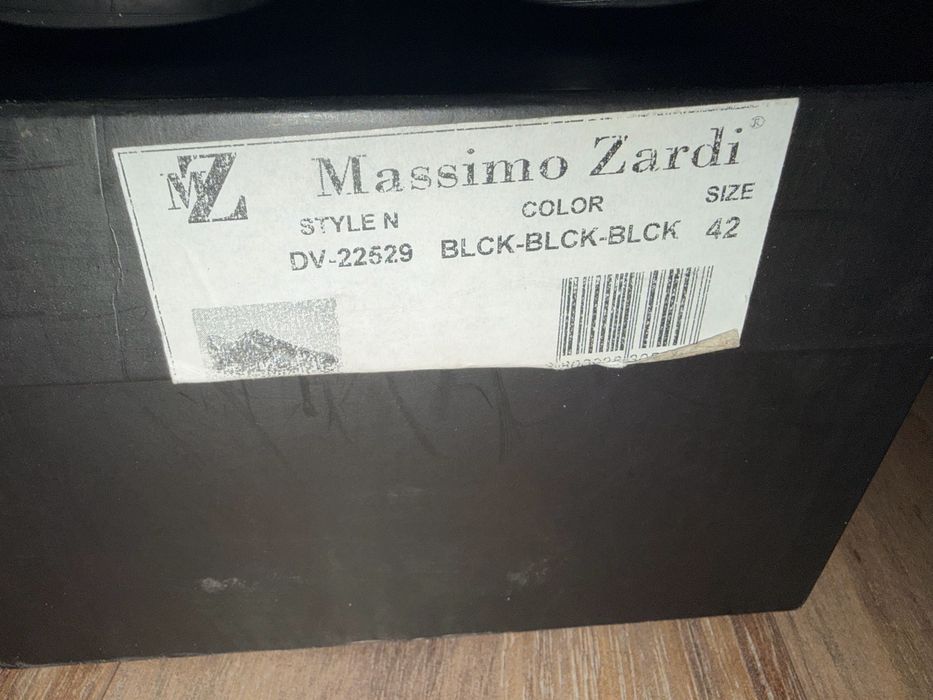 MZ Massimo Zardi®
STYLE N COLOR SIZE
DV-22529 BLCK-BLCK-BLCK 42